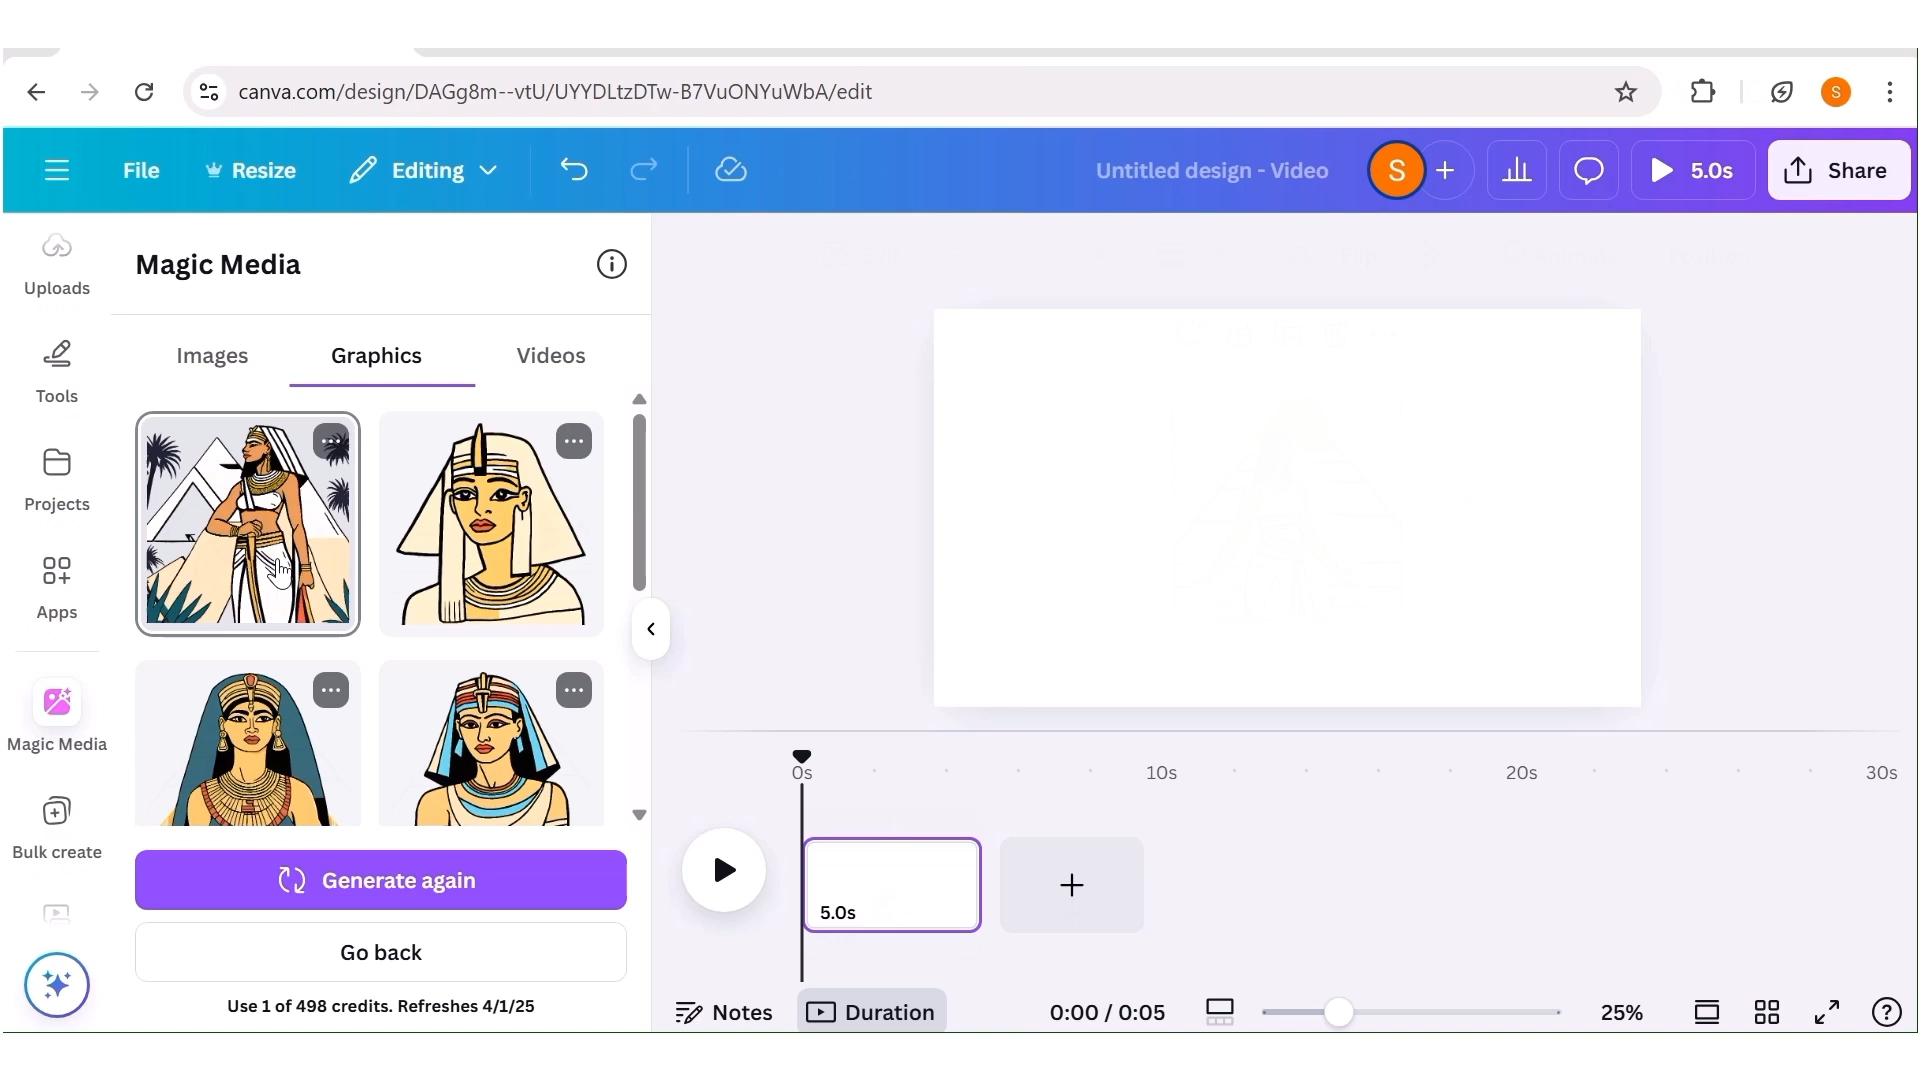 canva.com/design/DAGg8m--vtU/UYYDLtzDTw-B7VuONYuWbA/edit
S
File
Resize
Editing
Untitled design - Video
S
5.0s
Share
Uploads
Tools
Projects
Apps
Magic Media
Bulk create
Magic Media
Images
Graphics
Videos
Generate again
Go back
Use 1 of 498 credits. Refreshes 4/1/25
0s
10s
20s
30s
5.0s
Notes
Duration
0:00 / 0:05
25%